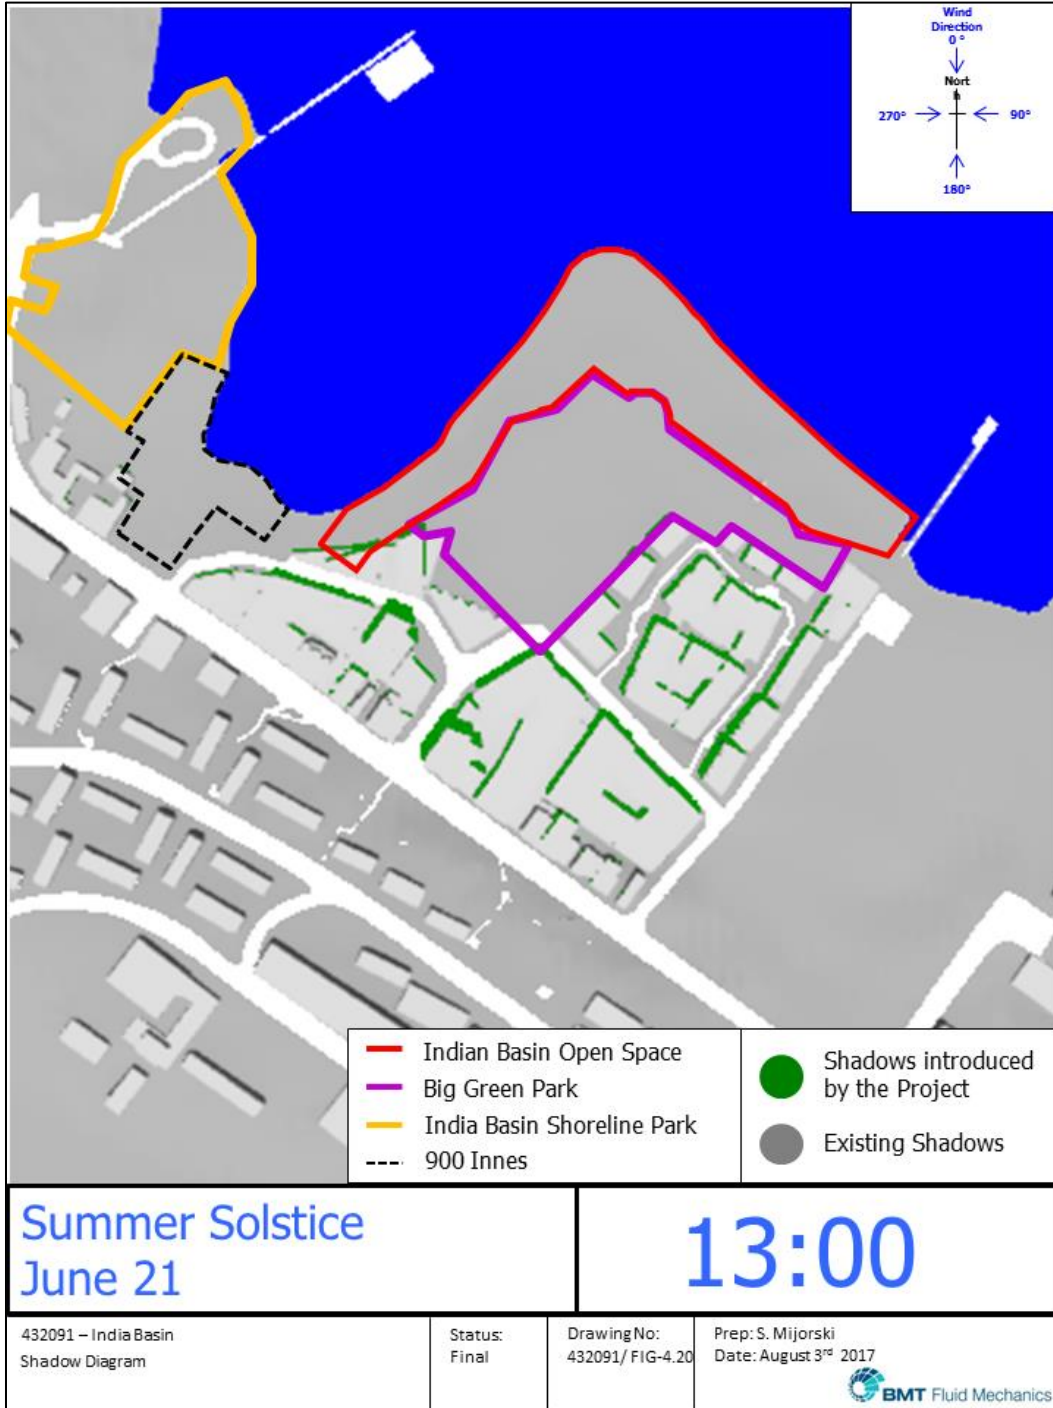 Wind
Direction
0 °
Nort
h
270°
90°
180°
Indian Basin Open Space
Big Green Park
India Basin Shoreline Park
900 Innes
Shadows introduced
by the Project
Existing Shadows
Summer Solstice
June 21
13:00
432091 – India Basin
Shadow Diagram
Status:
Final
Drawing No:
432091/ FIG-4.20
Prep: S. Mijorski
Date: August 3rd 2017
BMT Fluid Mechanics